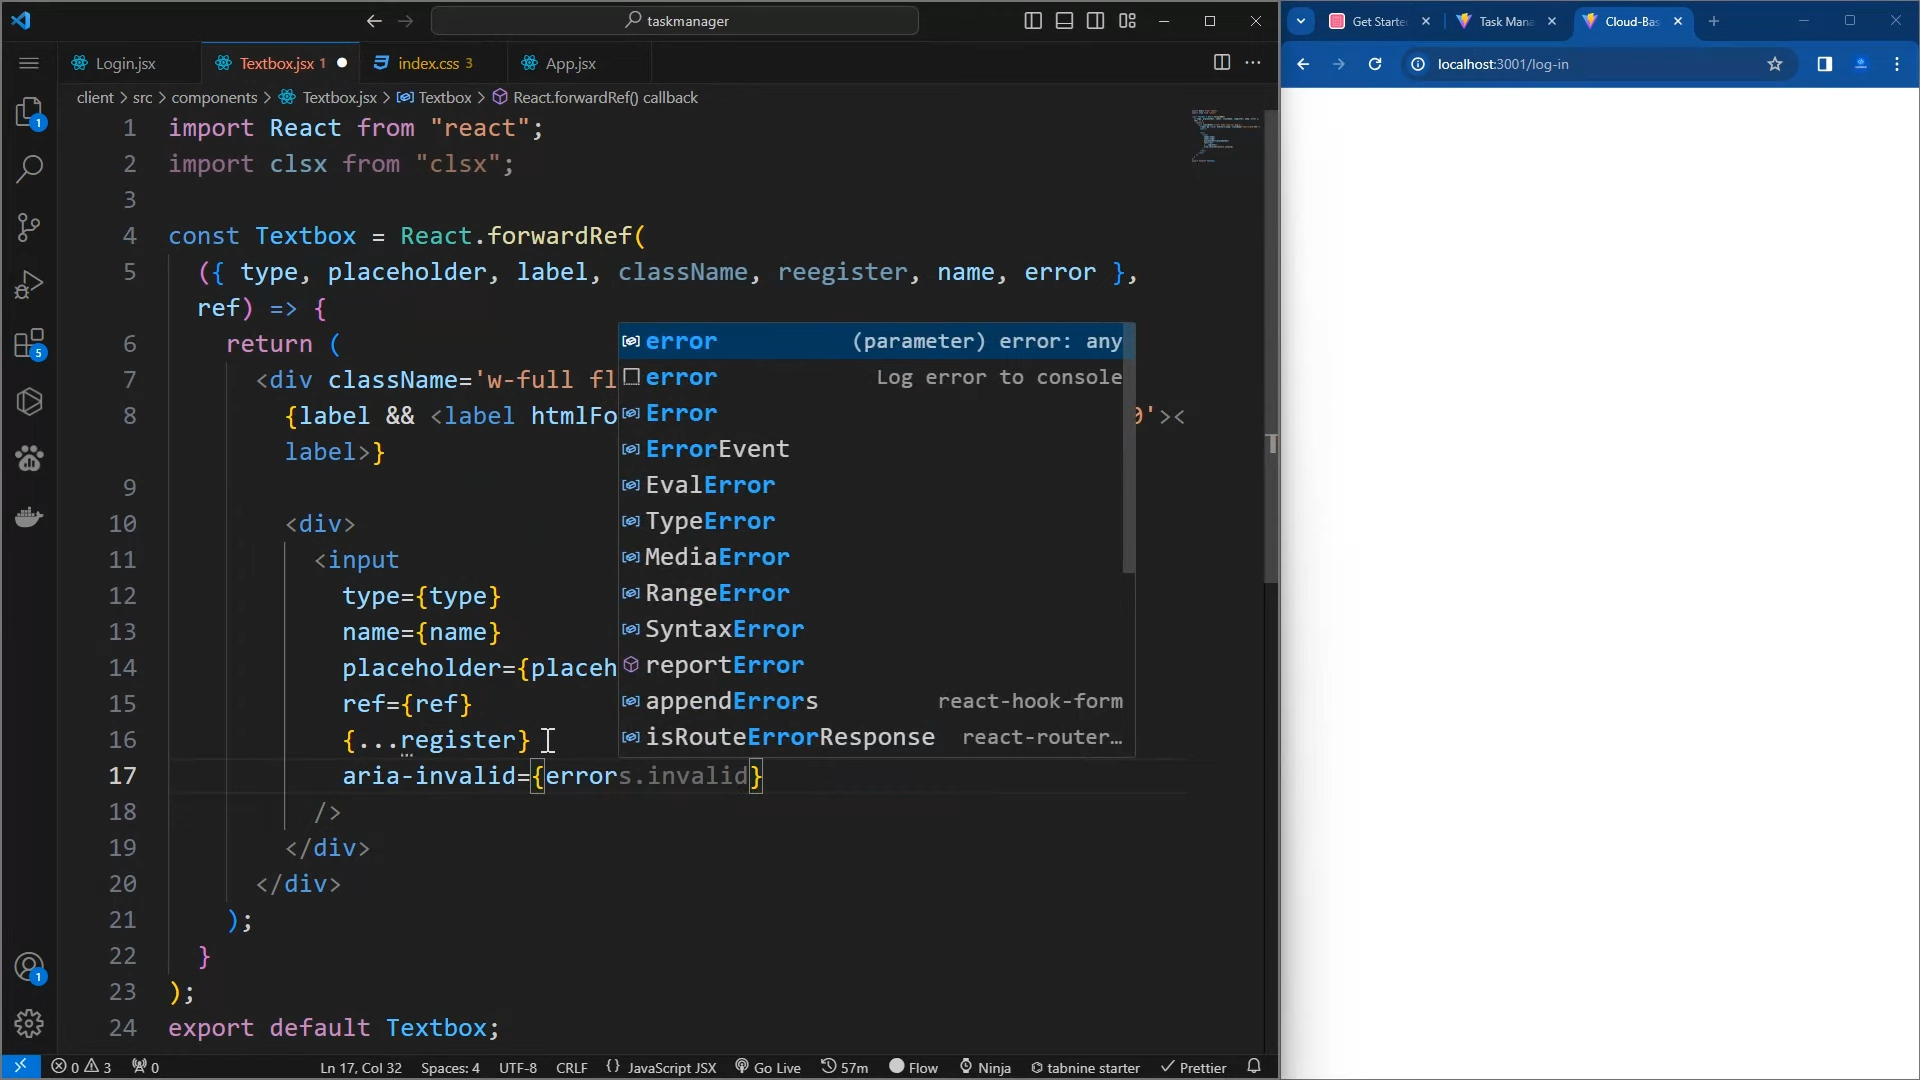 taskmanager
Login.jsx
Textbox.jsx 1
index.css 3
App.jsx
client > src > components > Textbox.jsx > Textbox > React.forwardRef() callback
1 import React from "react";
2 import clsx from "clsx";
3
4 const Textbox = React.forwardRef(
5 ({ type, placeholder, label, className, reegister, name, error },
ref) => {
6 return (
7 <div className='w-full fl
8 {label && <label htmlFo 0'><
label>}
9
10 <div>
11 <input
12 type={type}
13 name={name}
14 placeholder={placeh
15 ref={ref}
16 {...register}
17 aria-invalid={errors.invalid}
18 />
19 </div>
20 </div>
21 );
22 }
23 );
24 export default Textbox;
error (parameter) error: any
error Log error to console
Error
ErrorEvent
EvalError
TypeError
MediaError
RangeError
SyntaxError
reportError
appendErrors react-hook-form
isRouteErrorResponse react-router…
1
5
1
0 3 0
Ln 17, Col 32
Spaces: 4
UTF-8
CRLF
{} JavaScript JSX
Go Live
57m
Flow
Ninja
tabnine starter
Prettier
Get Starte
Task Mana
Cloud-Bas
localhost:3001/log-in